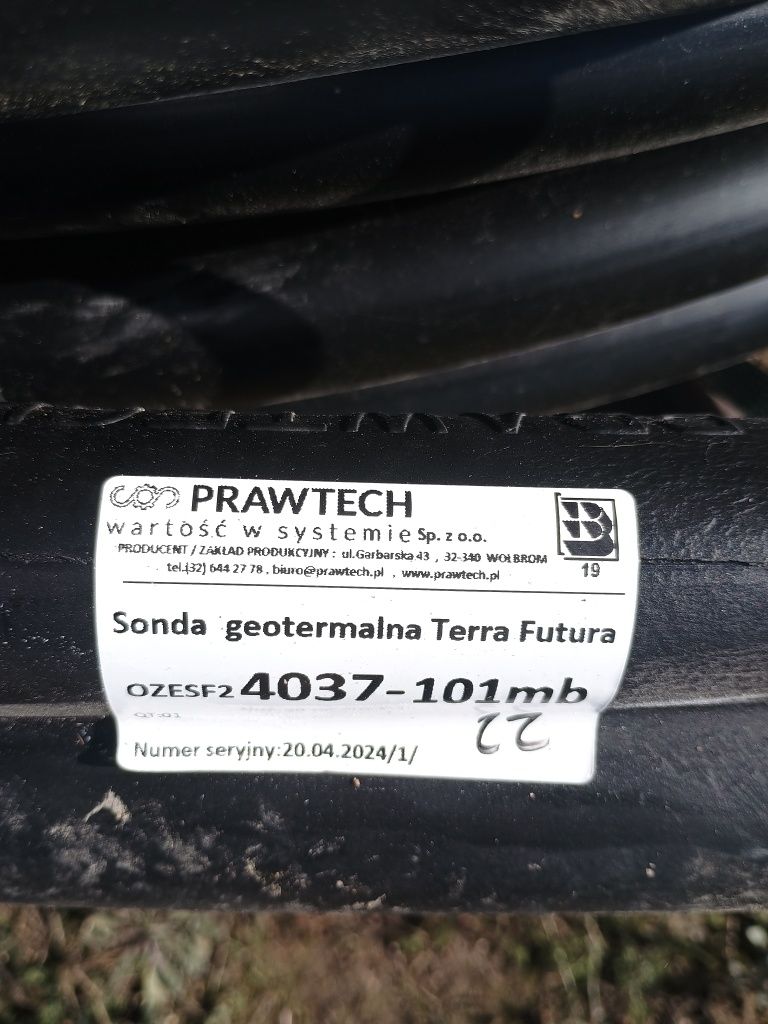 PRAWTECH
wartość w systemie Sp. z o.o.
PRODUCENT / ZAKŁAD PRODUKCYJNY : ul.Garbarska 43 , 32-340 WOLBROM
tel.(32) 644 27 78 , biuro@prawtech.pl , www.prawtech.pl
B
19
Sonda geotermalna Terra Futura
OZESF2 4037-101mb
Numer seryjny:20.04.2024/1/
22